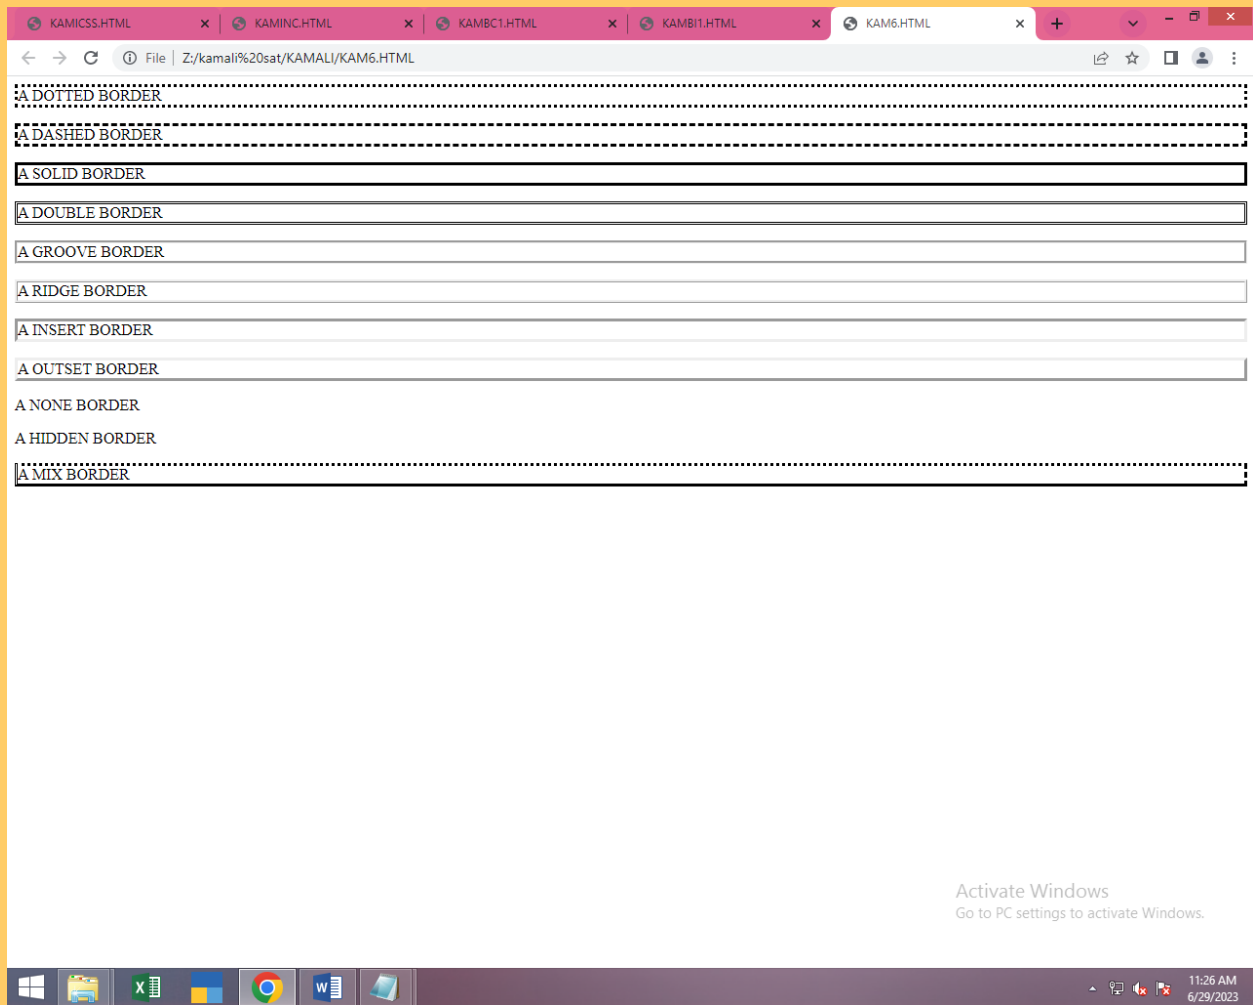 KAMICSS.HTML
KAMINC.HTML
KAMBC1.HTML
KAMBI1.HTML
KAM6.HTML
File Z:/kamali%20sat/KAMALI/KAM6.HTML
A DOTTED BORDER
A DASHED BORDER
A SOLID BORDER
A DOUBLE BORDER
A GROOVE BORDER
A RIDGE BORDER
A INSERT BORDER
A OUTSET BORDER
A NONE BORDER
A HIDDEN BORDER
A MIX BORDER
Activate Windows
Go to PC settings to activate Windows.
11:26 AM
6/29/2023